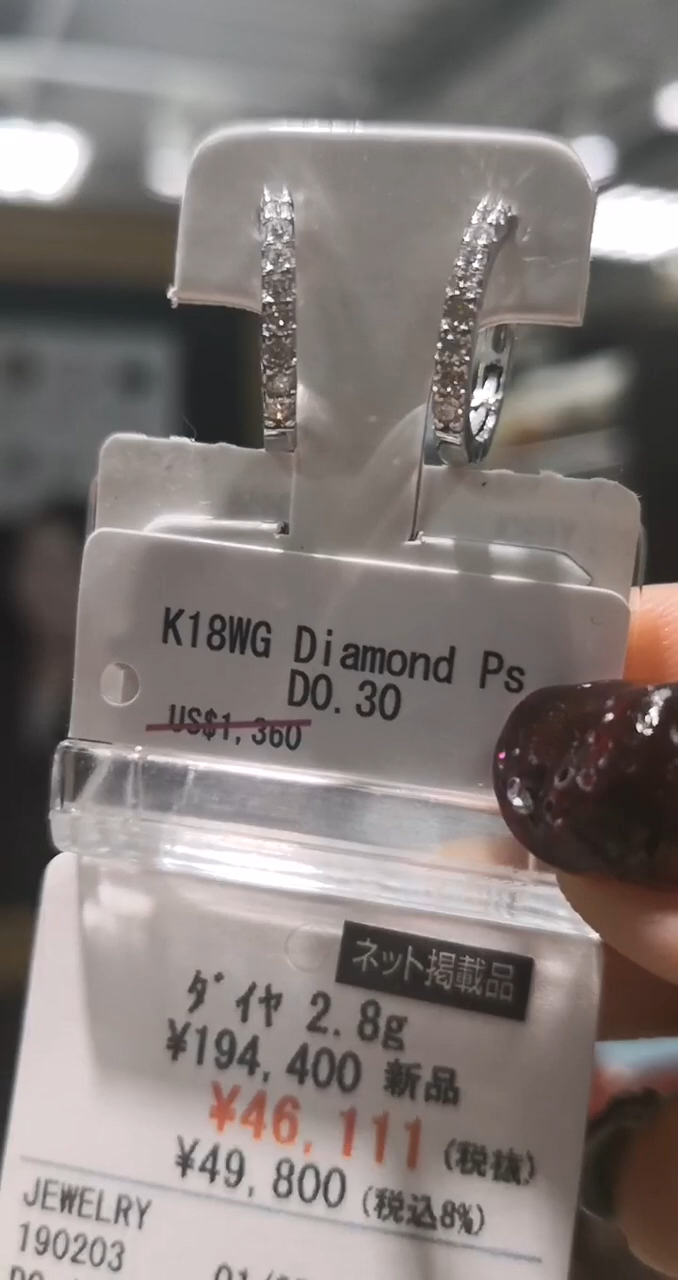 K18WG Diamond Ps
D0.30
US$1,360
ネット掲載品
ダイヤ 2.8g
¥194,400 新品
¥46,111 (税抜)
¥49,800 (税込8%)
JEWELRY
190203